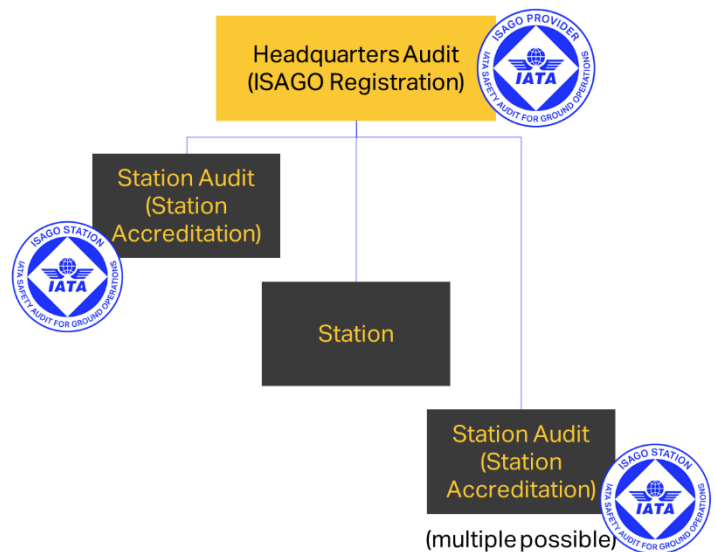 Headquarters Audit
(ISAGO Registration)
ISAGO PROVIDER
IATA
IATA SAFETY AUDIT FOR GROUND OPERATIONS
Station Audit
(Station
Accreditation)
ISAGO STATION
IATA
IATA SAFETY AUDIT FOR GROUND OPERATIONS
Station
Station Audit
(Station
Accreditation)
ISAGO STATION
IATA
IATA SAFETY AUDIT FOR GROUND OPERATIONS
(multiple possible)